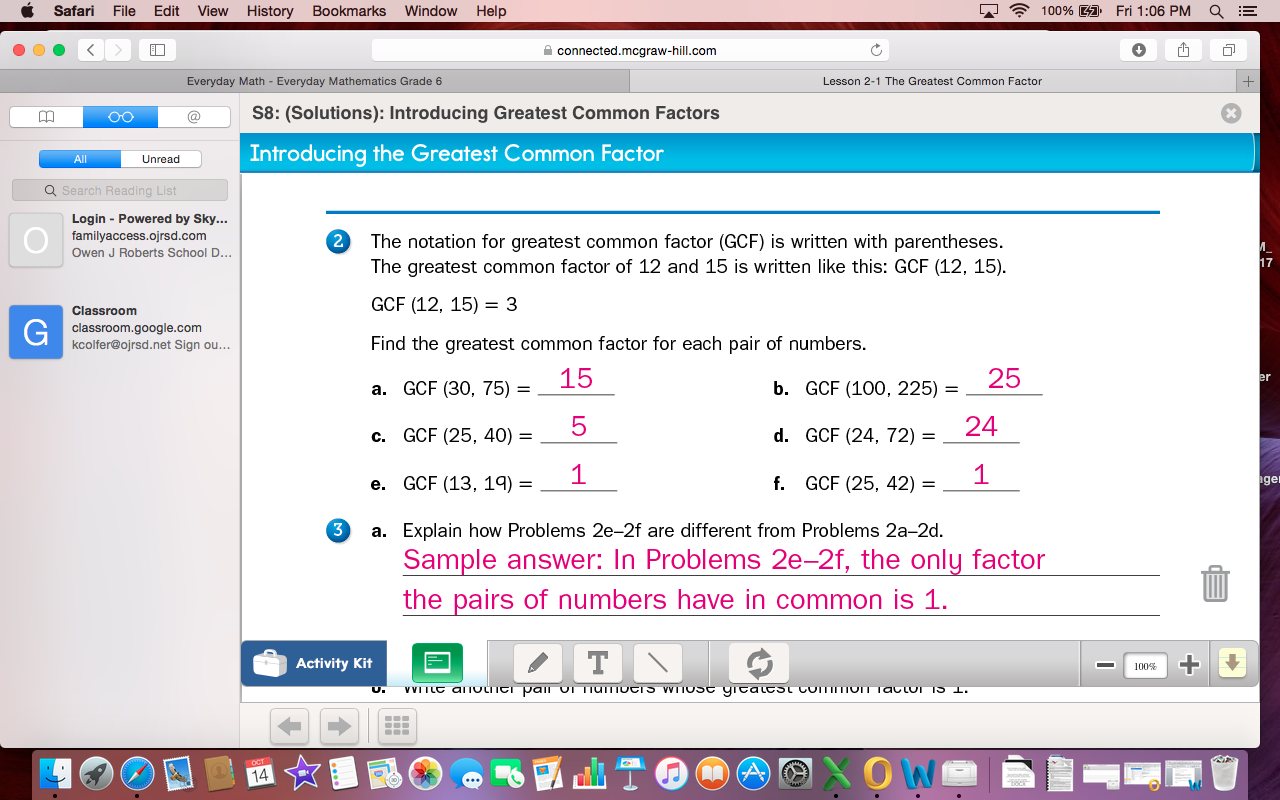 Safari File Edit View History Bookmarks Window Help 100% Fri 1:06 PM
connected.mcgraw-hill.com
Everyday Math - Everyday Mathematics Grade 6 Lesson 2-1 The Greatest Common Factor
@
All Unread
Search Reading List
O
Login - Powered by Sky...
familyaccess.ojrsd.com
Owen J Roberts School D...
G
Classroom
classroom.google.com
kcolfer@ojrsd.net Sign ou...
S8: (Solutions): Introducing Greatest Common Factors
Introducing the Greatest Common Factor
2 The notation for greatest common factor (GCF) is written with parentheses.
The greatest common factor of 12 and 15 is written like this: GCF (12, 15).
GCF (12, 15) = 3
Find the greatest common factor for each pair of numbers.
a. GCF (30, 75) = 15 b. GCF (100, 225) = 25
c. GCF (25, 40) = 5 d. GCF (24, 72) = 24
e. GCF (13, 19) = 1 f. GCF (25, 42) = 1
3 a. Explain how Problems 2e–2f are different from Problems 2a–2d.
Sample answer: In Problems 2e–2f, the only factor
the pairs of numbers have in common is 1.
Activity Kit T 100%
b. Write another pair of numbers whose greatest common factor is 1.
M_
17
er
ager
OCT
14